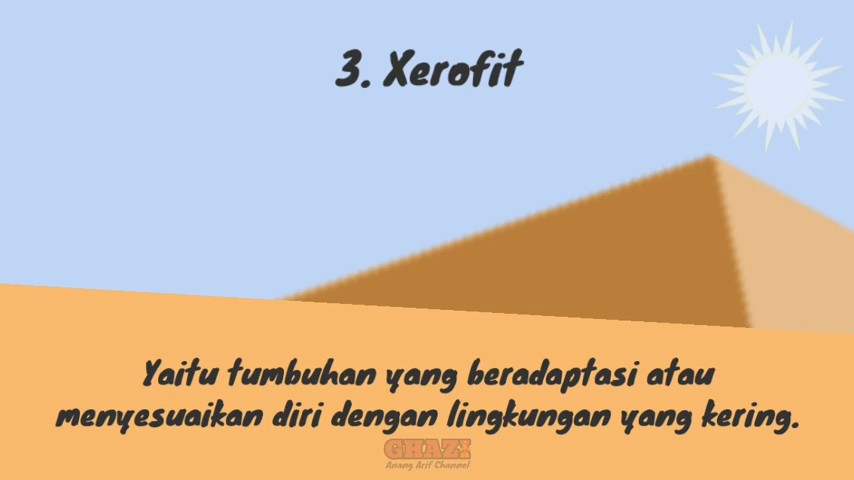 3. Xerofit
Yaitu tumbuhan yang beradaptasi atau
menyesuaikan diri dengan lingkungan yang kering.
GHAZI
Anang Arif Channel